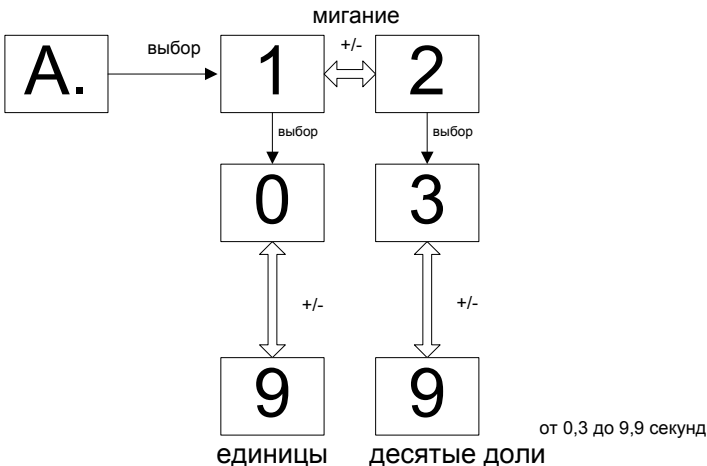 мигание
А. выбор 1 +/- 2
выбор выбор
0 3
+/- +/-
9 9
от 0,3 до 9,9 секунд
единицы десятые доли